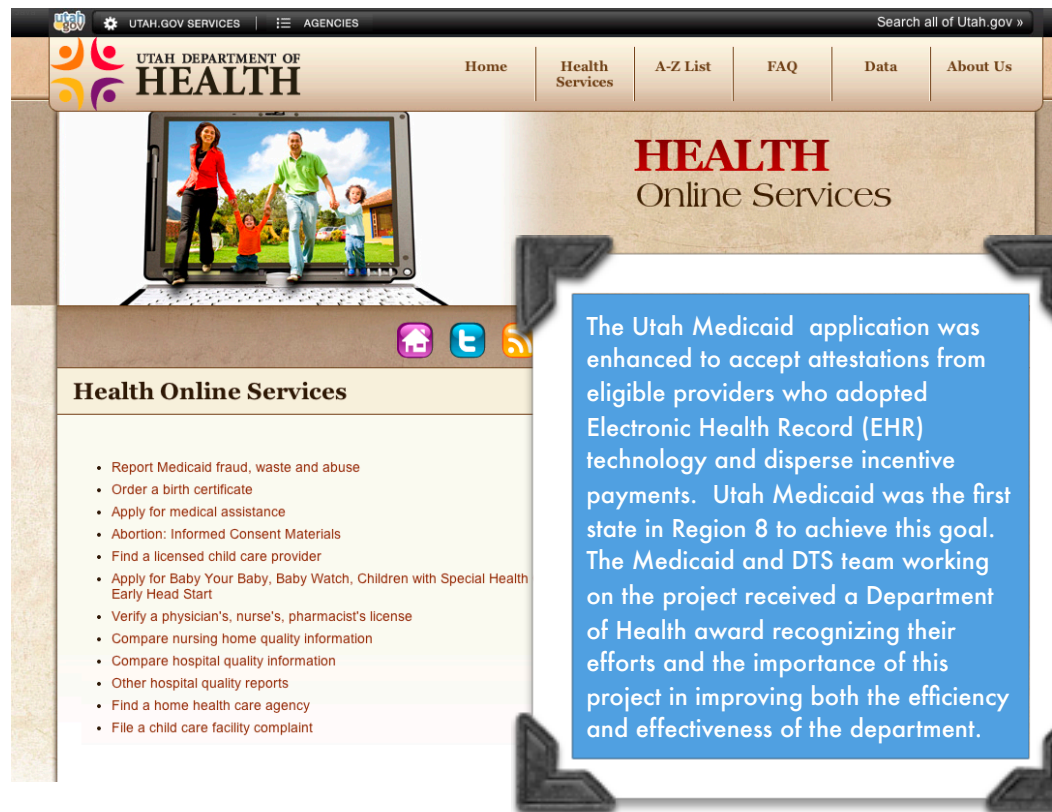 utah gov UTAH.GOV SERVICES AGENCIES Search all of Utah.gov »
UTAH DEPARTMENT OF
HEALTH
Home
Health
Services
A-Z List
FAQ
Data
About Us
HEALTH
Online Services
Health Online Services
• Report Medicaid fraud, waste and abuse
• Order a birth certificate
• Apply for medical assistance
• Abortion: Informed Consent Materials
• Find a licensed child care provider
• Apply for Baby Your Baby, Baby Watch, Children with Special Health
Early Head Start
• Verify a physician's, nurse's, pharmacist's license
• Compare nursing home quality information
• Compare hospital quality information
• Other hospital quality reports
• Find a home health care agency
• File a child care facility complaint
The Utah Medicaid application was
enhanced to accept attestations from
eligible providers who adopted
Electronic Health Record (EHR)
technology and disperse incentive
payments. Utah Medicaid was the first
state in Region 8 to achieve this goal.
The Medicaid and DTS team working
on the project received a Department
of Health award recognizing their
efforts and the importance of this
project in improving both the efficiency
and effectiveness of the department.